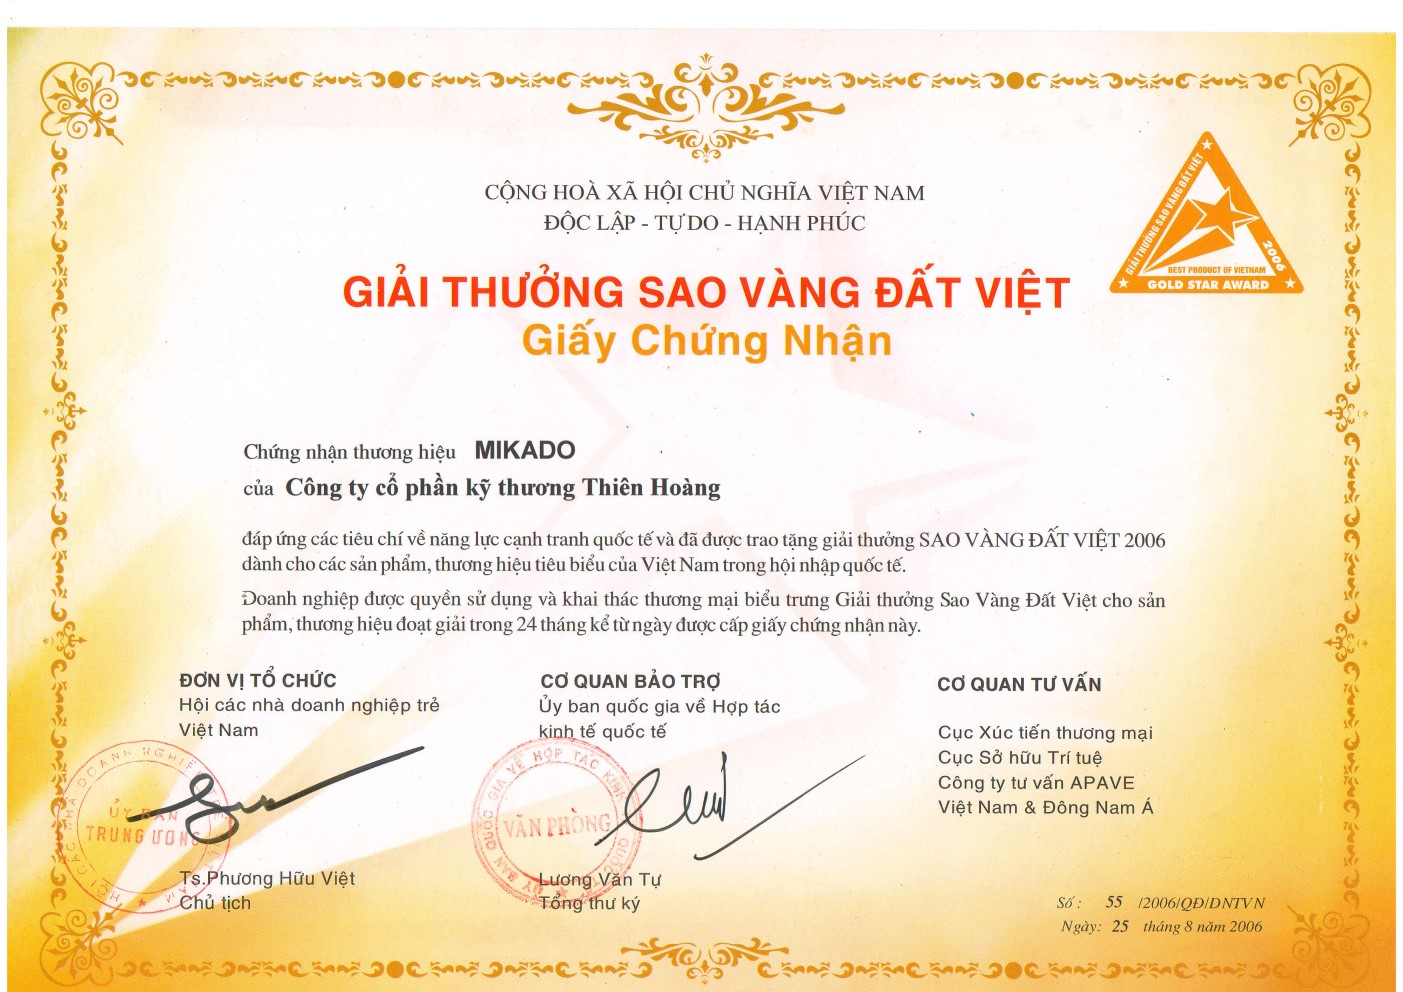 CỘNG HOÀ XÃ HỘI CHỦ NGHĨA VIỆT NAM
ĐỘC LẬP - TỰ DO - HẠNH PHÚC
GIẢI THƯỞNG SAO VÀNG ĐẤT VIỆT
Giấy Chứng Nhận
GIẢI THƯỞNG SAO VÀNG ĐẤT VIỆT
2006
BEST PRODUCT OF VIETNAM
GOLD STAR AWARD
Chứng nhận thương hiệu MIKADO
của Công ty cổ phần kỹ thương Thiên Hoàng
đáp ứng các tiêu chí về năng lực cạnh tranh quốc tế và đã được trao tặng giải thưởng SAO VÀNG ĐẤT VIỆT 2006
dành cho các sản phẩm, thương hiệu tiêu biểu của Việt Nam trong hội nhập quốc tế.
Doanh nghiệp được quyền sử dụng và khai thác thương mại biểu trưng Giải thưởng Sao Vàng Đất Việt cho sản
phẩm, thương hiệu đoạt giải trong 24 tháng kể từ ngày được cấp giấy chứng nhận này.
ĐƠN VỊ TỔ CHỨC
Hội các nhà doanh nghiệp trẻ
Việt Nam
HỘI CÁC NHÀ DOANH NGHIỆP TRẺ VIỆT NAM
ỦY BAN
TRUNG ƯƠNG
Ts.Phương Hữu Việt
Chủ tịch
CƠ QUAN BẢO TRỢ
Ủy ban quốc gia về Hợp tác
kinh tế quốc tế
ỦY BAN QUỐC GIA VỀ HỢP TÁC KINH TẾ QUỐC TẾ
VĂN PHÒNG
Lương Văn Tự
Tổng thư ký
CƠ QUAN TƯ VẤN
Cục Xúc tiến thương mại
Cục Sở hữu Trí tuệ
Công ty tư vấn APAVE
Việt Nam & Đông Nam Á
Số : 55 /2006/QĐ/DNTVN
Ngày: 25 tháng 8 năm 2006